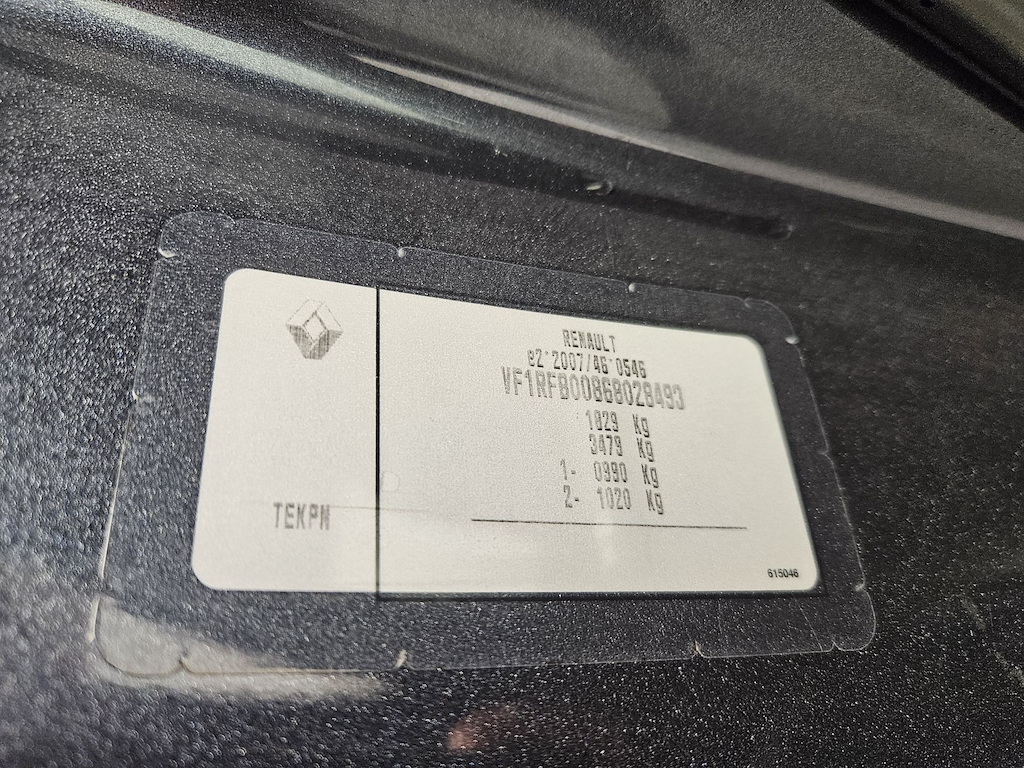 RENAULT
e2*2007/46*0546
VF1RFB00868028493
1829 Kg
3479 Kg
1- 0990 Kg
2- 1020 Kg
TEKPN
615046